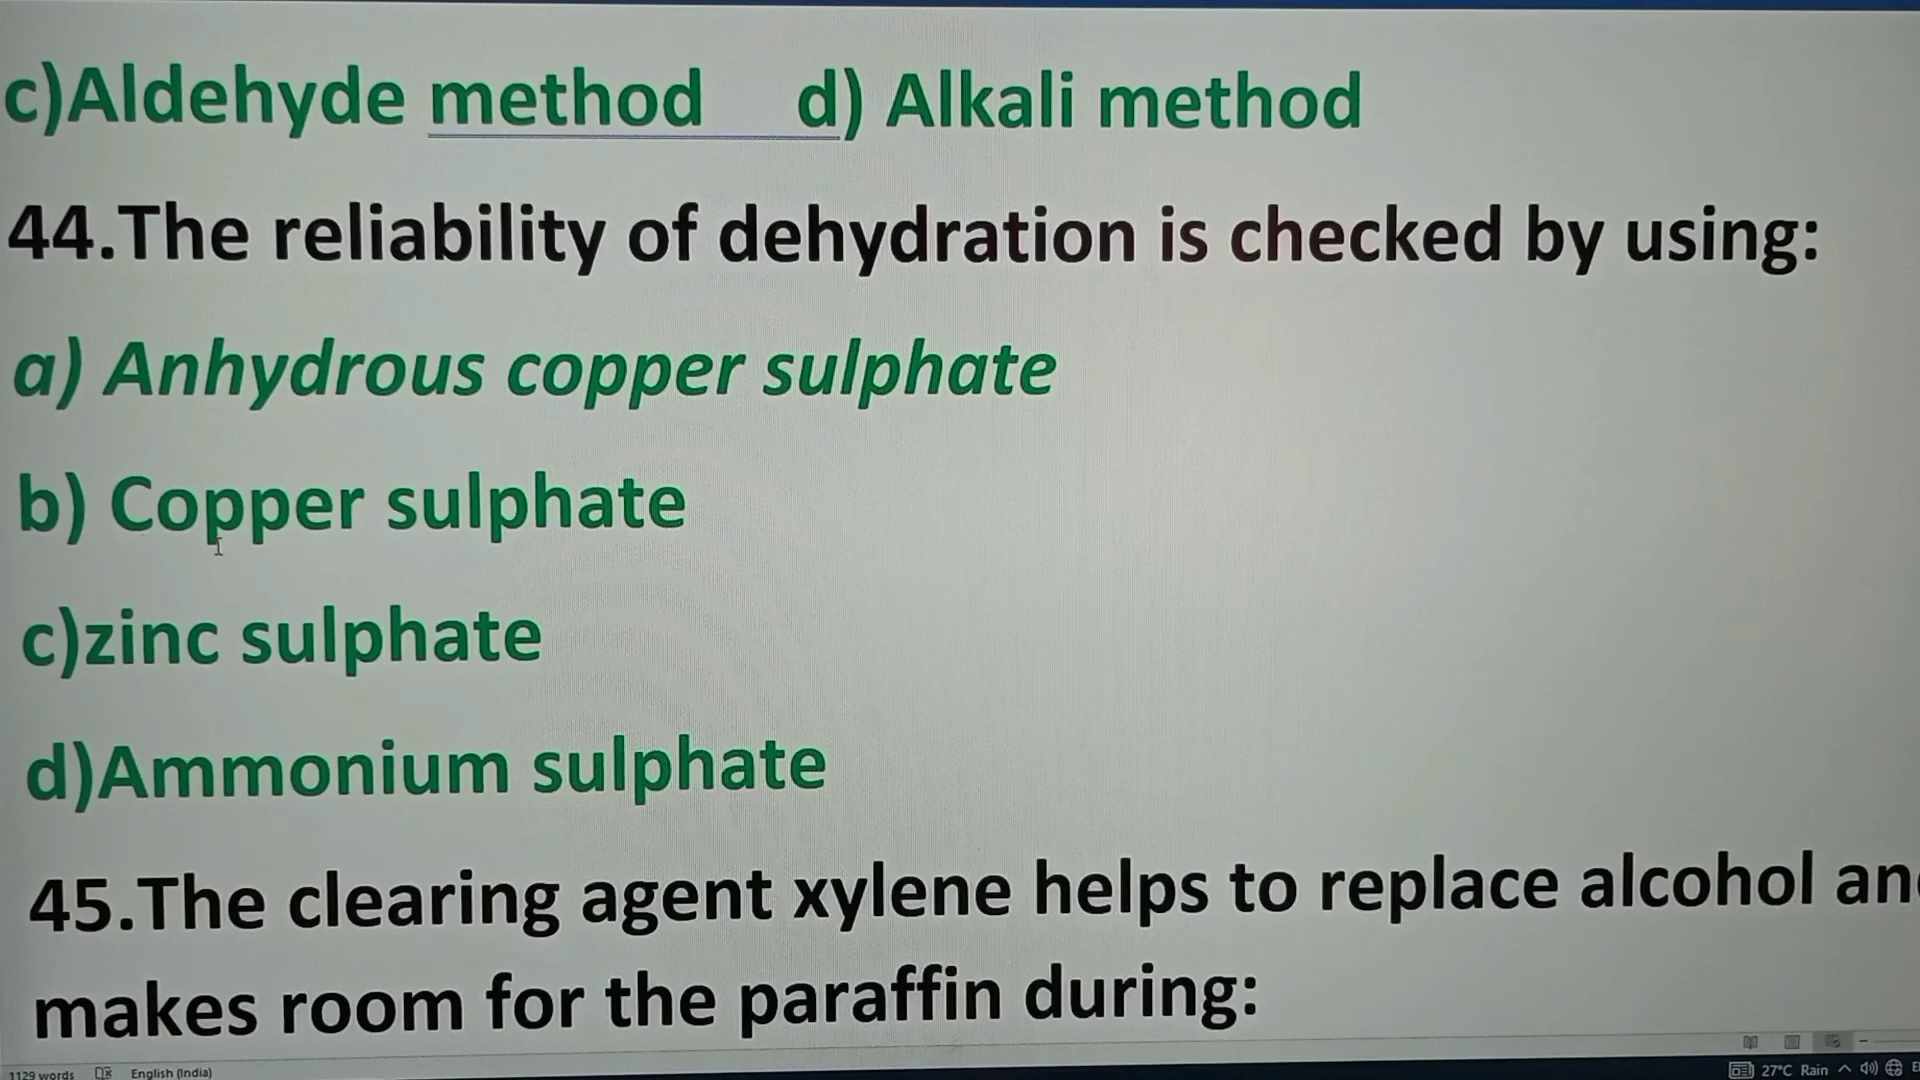 c)Aldehyde method d) Alkali method
44.The reliability of dehydration is checked by using:
a) Anhydrous copper sulphate
b) Copper sulphate
c)zinc sulphate
d)Ammonium sulphate
45.The clearing agent xylene helps to replace alcohol an
makes room for the paraffin during:
1129 words English (India) 27°C Rain